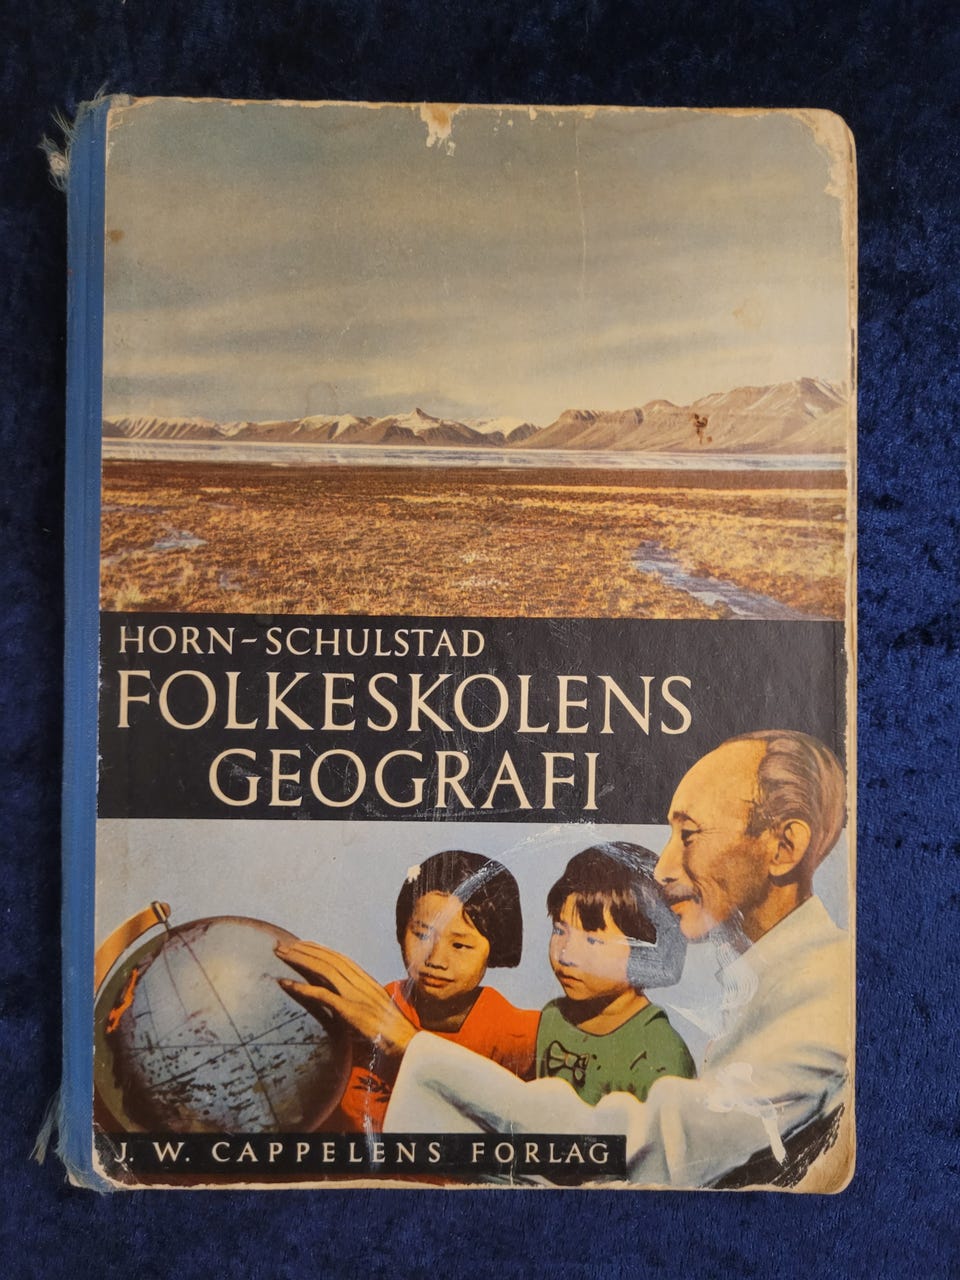 HORN-SCHULSTAD
FOLKESKOLENS
GEOGRAFI
J. W. CAPPELENS FORLAG